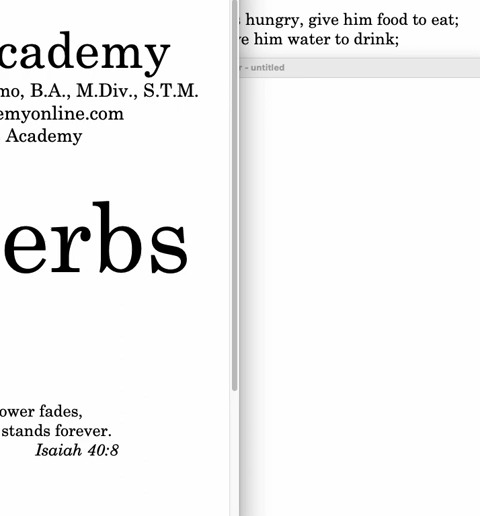 cademy
mo, B.A., M.Div., S.T.M.
emyonline.com
Academy
erbs
ower fades,
stands forever.
Isaiah 40:8
hungry, give him food to eat;
e him water to drink;
r - untitled